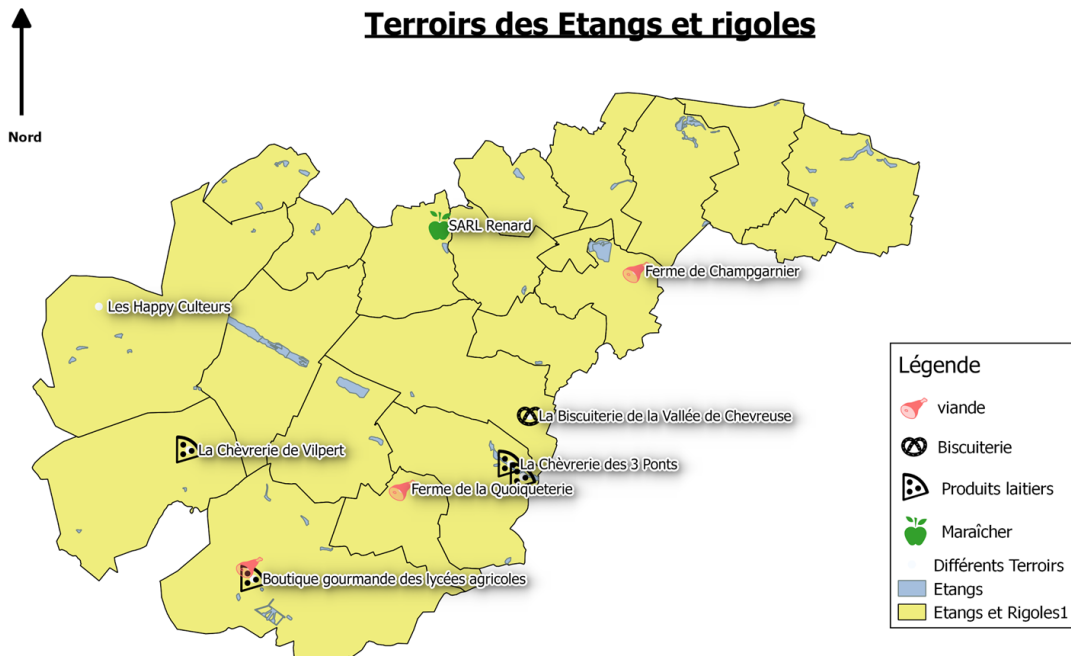 Terroirs des Etangs et rigoles
Nord
SARL Renard
Ferme de Champgarnier
Les Happy Culteurs
La Biscuiterie de la Vallée de Chevreuse
La Chèvrerie de Vilpert
La Chèvrerie des 3 Ponts
Ferme de la Quoiqueterie
Boutique gourmande des lycées agricoles
Légende
viande
Biscuiterie
Produits laitiers
Maraîcher
Différents Terroirs
Etangs
Etangs et Rigoles1